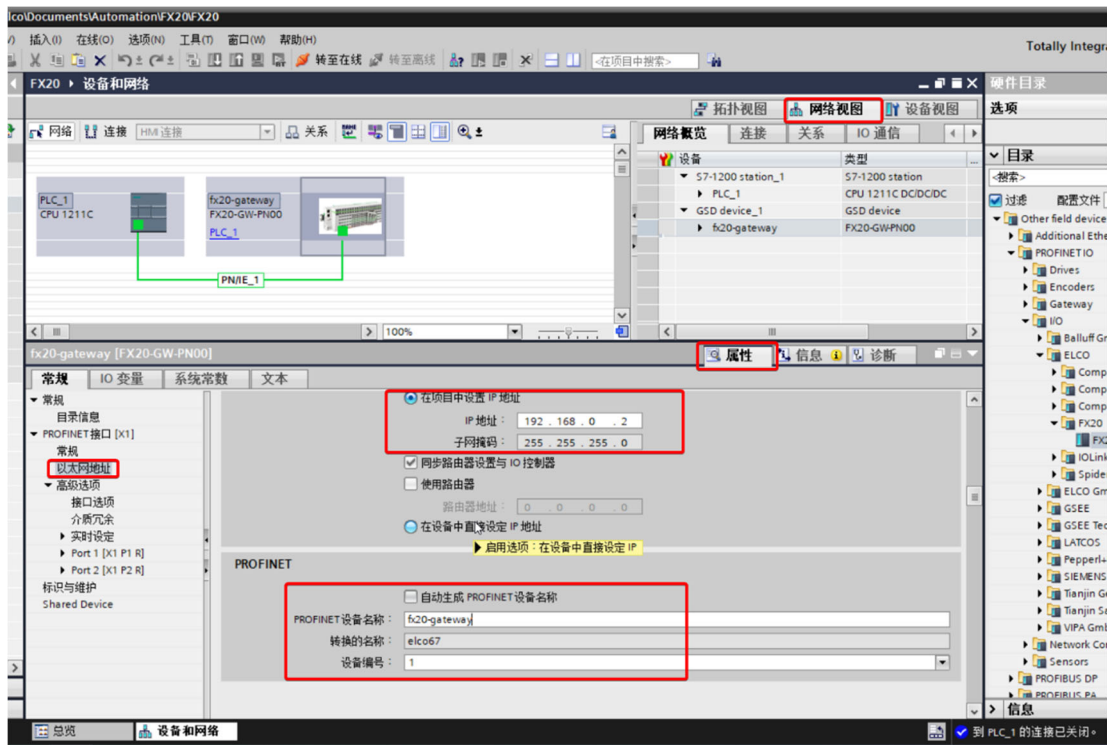 lco\Documents\Automation\FX20\FX20
插入(I) 在线(O) 选项(N) 工具(T) 窗口(W) 帮助(H)
转至在线 转至离线 <在项目中搜索>
Totally Integr
FX20 ▸ 设备和网络
硬件目录
拓扑视图 网络视图 设备视图
选项
网络 连接 HMI 连接 关系
网络概览 连接 关系 IO 通信
设备 类型 ...
S7-1200 station_1 S7-1200 station
PLC_1 CPU 1211C DC/DC/DC
GSD device_1 GSD device
fx20-gateway FX20-GW-PN00
PLC_1
CPU 1211C
fx20-gateway
FX20-GW-PN00
PLC_1
PN/IE_1
100%
目录
<搜索>
过滤 配置文件
Other field device
Additional Ethe
PROFINET IO
Drives
Encoders
Gateway
I/O
Balluff Gr
ELCO
Comp
Comp
Comp
FX20
FX
IOLink
Spide
ELCO Gm
GSEE
GSEE Tec
LATCOS
Pepperl+
SIEMENS
Tianjin Ge
Tianjin Sa
VIPA Gmb
Network Co
Sensors
PROFIBUS DP
PROFIBUS PA
信息
fx20-gateway [FX20-GW-PN00]
属性 信息 诊断
常规 IO 变量 系统常数 文本
常规
目录信息
PROFINET接口 [X1]
常规
以太网地址
高级选项
接口选项
介质冗余
实时设定
Port 1 [X1 P1 R]
Port 2 [X1 P2 R]
标识与维护
Shared Device
在项目中设置 IP 地址
IP 地址： 192 . 168 . 0 . 2
子网掩码： 255 . 255 . 255 . 0
同步路由器设置与 IO 控制器
使用路由器
路由器地址： 0 . 0 . 0 . 0
在设备中直接设定 IP 地址
启用选项：在设备中直接设定 IP
PROFINET
自动生成 PROFINET 设备名称
PROFINET 设备名称： fx20-gateway
转换的名称： elco67
设备编号： 1
总览 设备和网络
到 PLC_1 的连接已关闭。